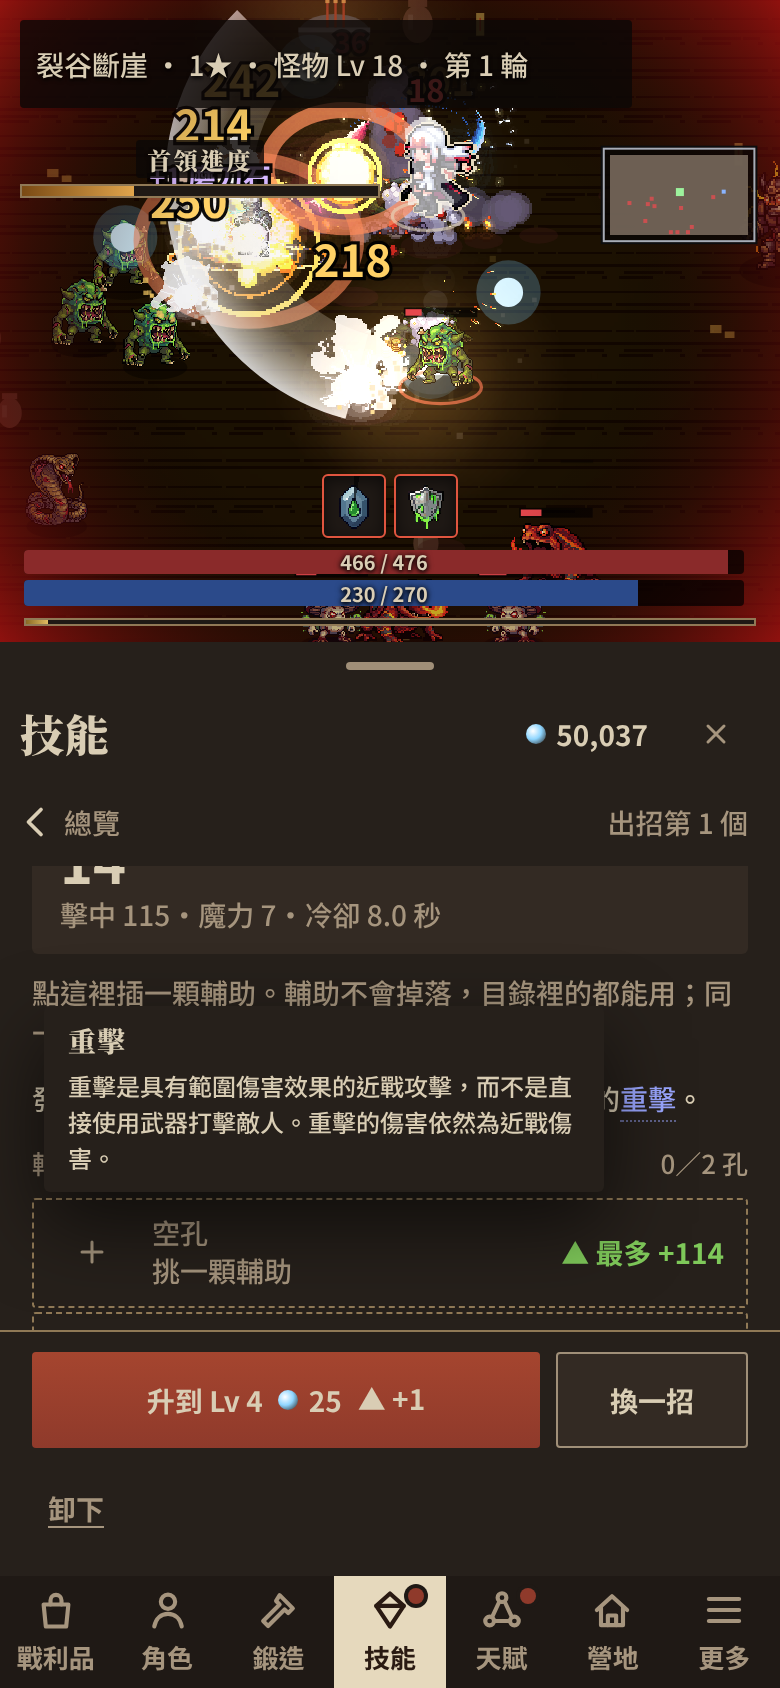 裂谷斷崖 · 1★ · 怪物 Lv 18 · 第 1 輪
36
242
18
214
首領進度
250
218
466 / 476
230 / 270
技能
50,037
總覽
出招第 1 個
14
擊中 115・魔力 7・冷卻 8.0 秒
點這裡插一顆輔助。輔助不會掉落，目錄裡的都能用；同
一
重擊
重擊是具有範圍傷害效果的近戰攻擊，而不是直
接使用武器打擊敵人。重擊的傷害依然為近戰傷
害。
的重擊。
0／2 孔
空孔
挑一顆輔助
▲ 最多 +114
升到 Lv 4 25 ▲ +1
換一招
卸下
戰利品 角色 鍛造 技能 天賦 營地 更多